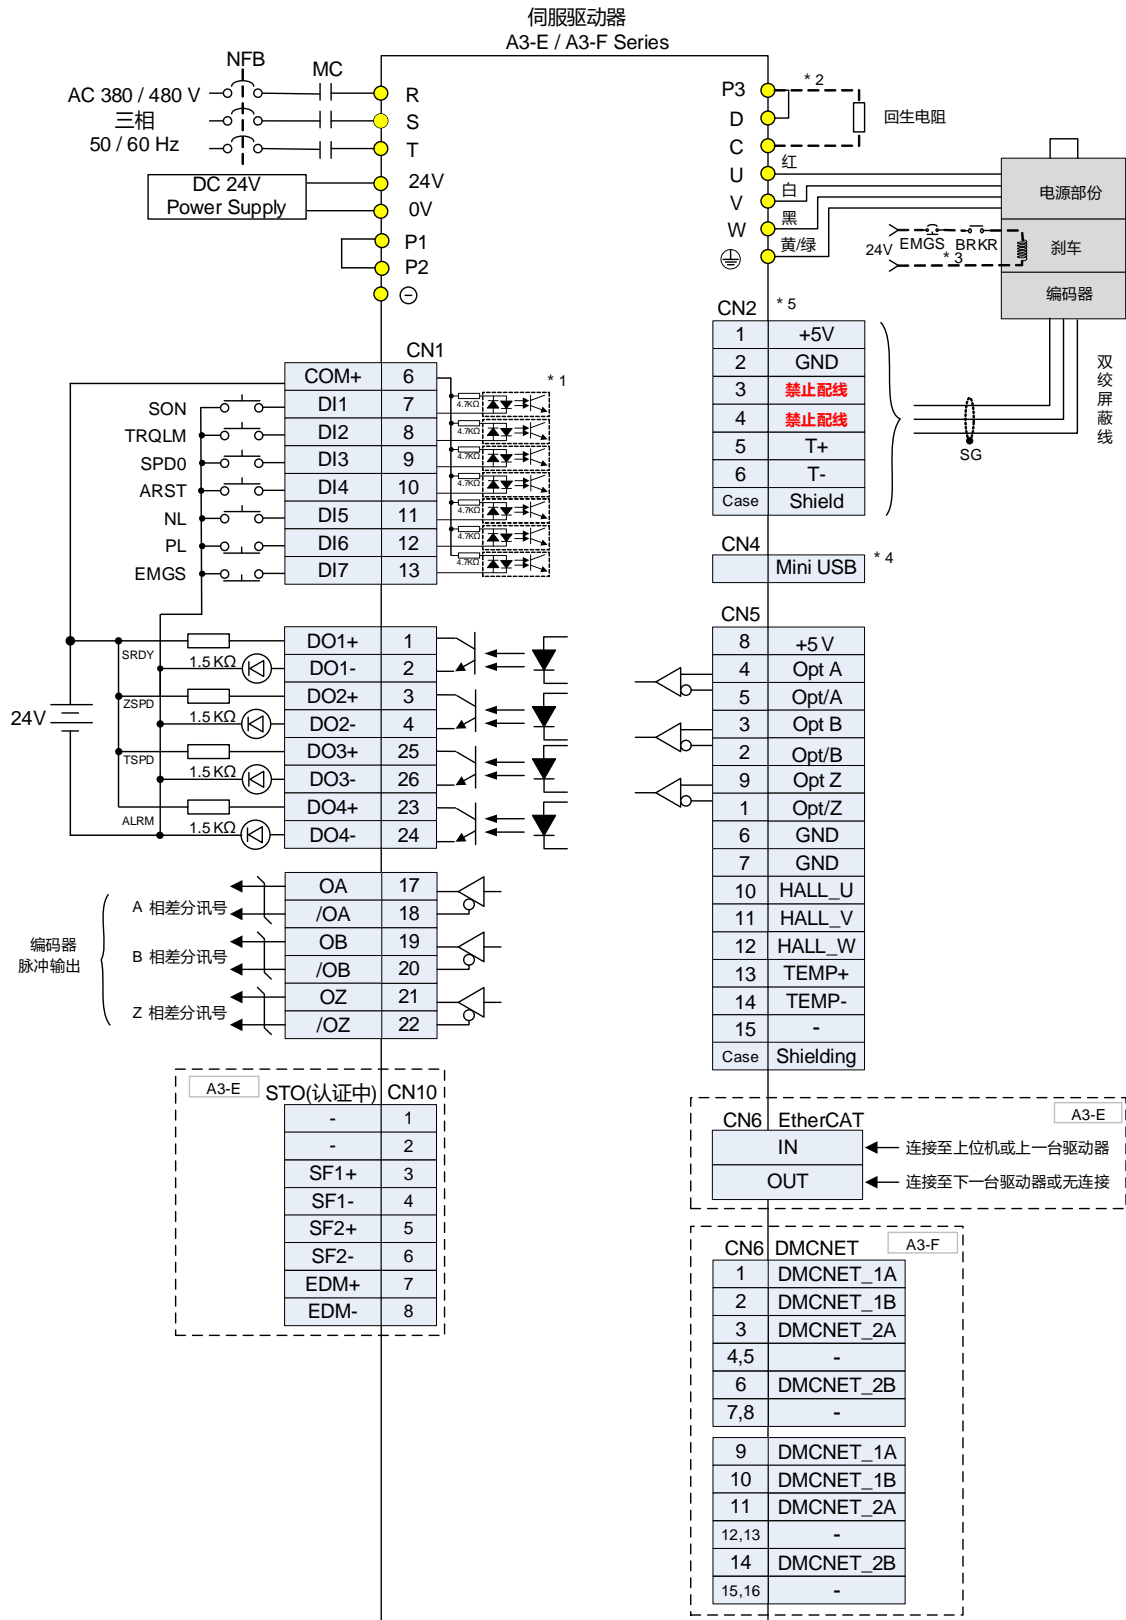 伺服驱动器
A3-E / A3-F Series
NFB
MC
AC 380 / 480 V
三相
50 / 60 Hz
R
S
T
DC 24V
Power Supply
24V
0V
P1
P2
P3
D
C
U
V
W
* 2
回生电阻
红
白
黑
黄/绿
电源部份
24V
EMGS
BRKR
* 3
刹车
编码器
CN1
COM+ 6
SON DI1 7
TRQLM DI2 8
SPD0 DI3 9
ARST DI4 10
NL DI5 11
PL DI6 12
EMGS DI7 13
* 1
4.7KΩ
4.7KΩ
4.7KΩ
4.7KΩ
4.7KΩ
4.7KΩ
4.7KΩ
CN2 * 5
1 +5V
2 GND
3 禁止配线
4 禁止配线
5 T+
6 T-
Case Shield
SG
双绞屏蔽线
CN4
Mini USB * 4
24V
SRDY DO1+ 1
1.5 KΩ DO1- 2
ZSPD DO2+ 3
1.5 KΩ DO2- 4
TSPD DO3+ 25
1.5 KΩ DO3- 26
ALRM DO4+ 23
1.5 KΩ DO4- 24
CN5
8 +5 V
4 Opt A
5 Opt/A
3 Opt B
2 Opt/B
9 Opt Z
1 Opt/Z
6 GND
7 GND
10 HALL_U
11 HALL_V
12 HALL_W
13 TEMP+
14 TEMP-
15 -
Case Shielding
编码器
脉冲输出
A 相差分讯号
B 相差分讯号
Z 相差分讯号
OA 17
/OA 18
OB 19
/OB 20
OZ 21
/OZ 22
A3-E
STO(认证中) CN10
- 1
- 2
SF1+ 3
SF1- 4
SF2+ 5
SF2- 6
EDM+ 7
EDM- 8
A3-E
CN6 EtherCAT
IN 连接至上位机或上一台驱动器
OUT 连接至下一台驱动器或无连接
A3-F
CN6 DMCNET
1 DMCNET_1A
2 DMCNET_1B
3 DMCNET_2A
4,5 -
6 DMCNET_2B
7,8 -
9 DMCNET_1A
10 DMCNET_1B
11 DMCNET_2A
12,13 -
14 DMCNET_2B
15,16 -